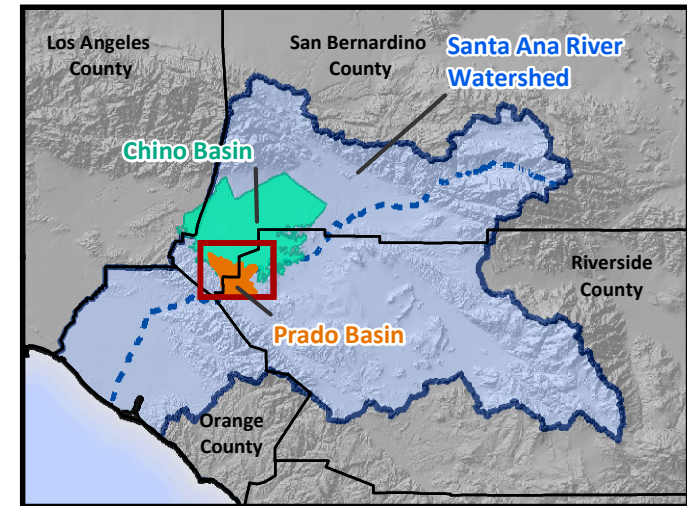 Los Angeles
County
San Bernardino
County
Santa Ana River
Watershed
Chino Basin
Riverside
County
Prado Basin
Orange
County